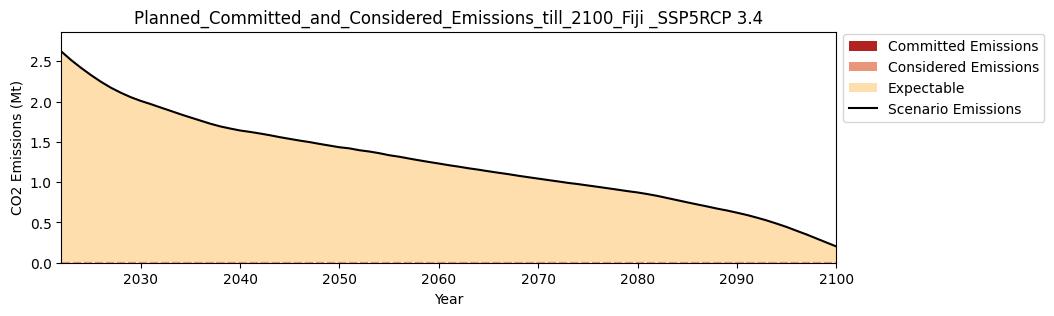 Planned_Committed_and_Considered_Emissions_till_2100_Fiji _SSP5RCP 3.4
CO2 Emissions (Mt)
2.5
2.0
1.5
1.0
0.5
0.0
2030 2040 2050 2060 2070 2080 2090 2100
Year
Committed Emissions
Considered Emissions
Expectable
Scenario Emissions